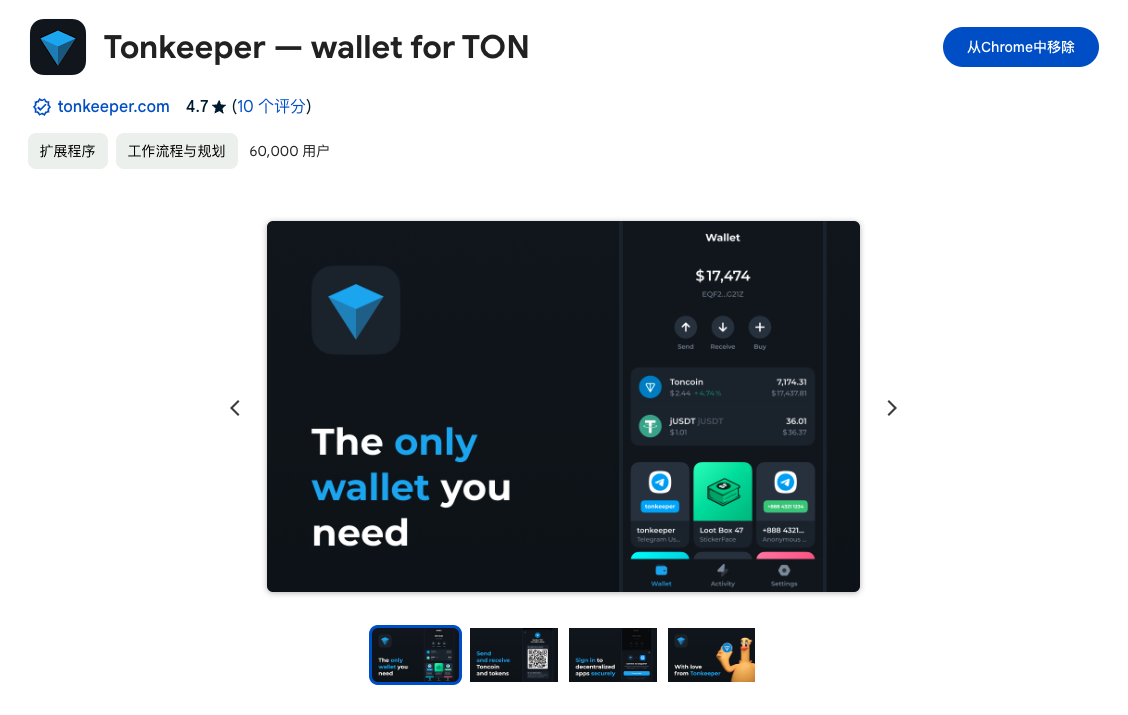 Tonkeeper — wallet for TON
从Chrome中移除
tonkeeper.com 4.7 ★ (10 个评分)
扩展程序 工作流程与规划 60,000 用户
The only
wallet you
need
Wallet
$17,474
EQF2...G21Z
Send Receive Buy
Toncoin 7,174.31
$2.44 +4.74% $17,437.81
jUSDT jUSDT 36.01
$1.01 $36.37
tonkeeper +888 4321 1234
tonkeeper Loot Box 47 +888 4321...
Telegram Us... StickerFace Anonymous ...
Wallet Activity Settings
The only
wallet you
need
Send
and receive
Toncoin
and tokens
Sign in to
decentralized
apps securely
With love
from Tonkeeper